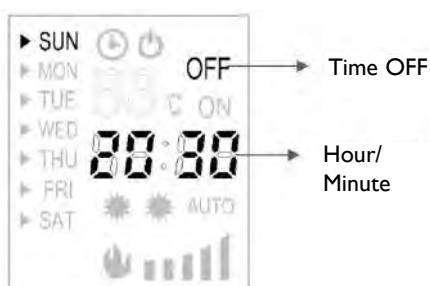 SUN
MON
OFF
Time OFF
TUE
C ON
WED
THU
20:30
Hour/
Minute
FRI
SAT
AUTO